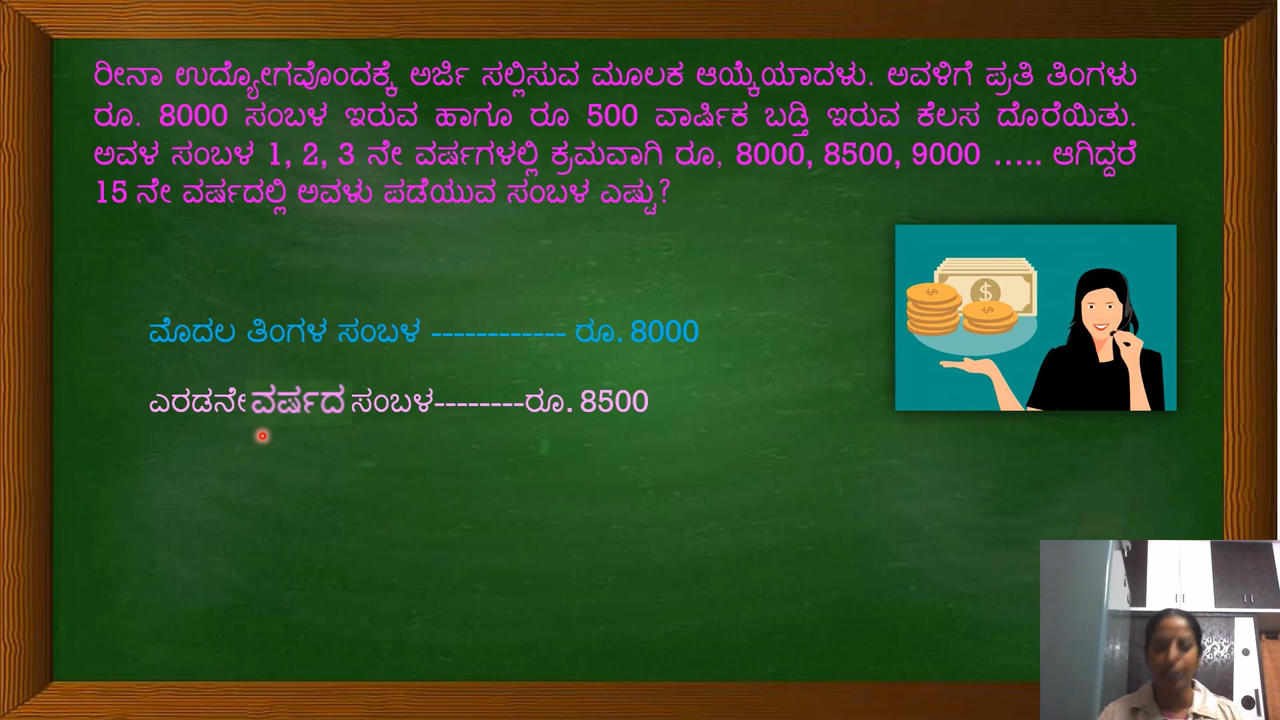 ರೀನಾ ಉದ್ಯೋಗವೊಂದಕ್ಕೆ ಅರ್ಜಿ ಸಲ್ಲಿಸುವ ಮೂಲಕ ಆಯ್ಕೆಯಾದಳು. ಅವಳಿಗೆ ಪ್ರತಿ ತಿಂಗಳು
ರೂ. 8000 ಸಂಬಳ ಇರುವ ಹಾಗೂ ರೂ 500 ವಾರ್ಷಿಕ ಬಡ್ತಿ ಇರುವ ಕೆಲಸ ದೊರೆಯಿತು.
ಅವಳ ಸಂಬಳ 1, 2, 3 ನೇ ವರ್ಷಗಳಲ್ಲಿ ಕ್ರಮವಾಗಿ ರೂ, 8000, 8500, 9000 ..... ಆಗಿದ್ದರೆ
15 ನೇ ವರ್ಷದಲ್ಲಿ ಅವಳು ಪಡೆಯುವ ಸಂಬಳ ಎಷ್ಟು?
ಮೊದಲ ತಿಂಗಳ ಸಂಬಳ ------------ ರೂ. 8000
ಎರಡನೇ ವರ್ಷದ ಸಂಬಳ--------ರೂ. 8500